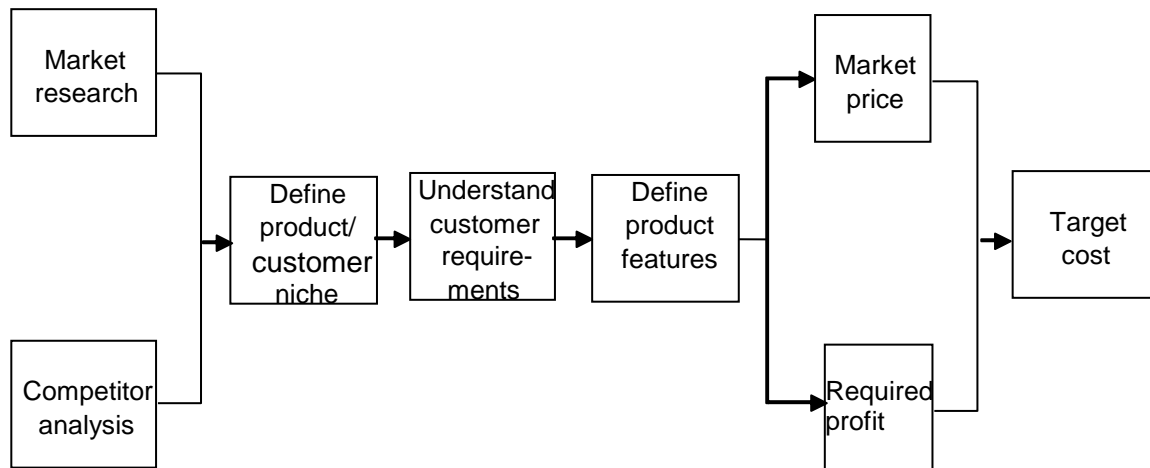 Market
research
Competitor
analysis
Define
product/
customer
niche
Understand
customer
require-
ments
Define
product
features
Market
price
Required
profit
Target
cost